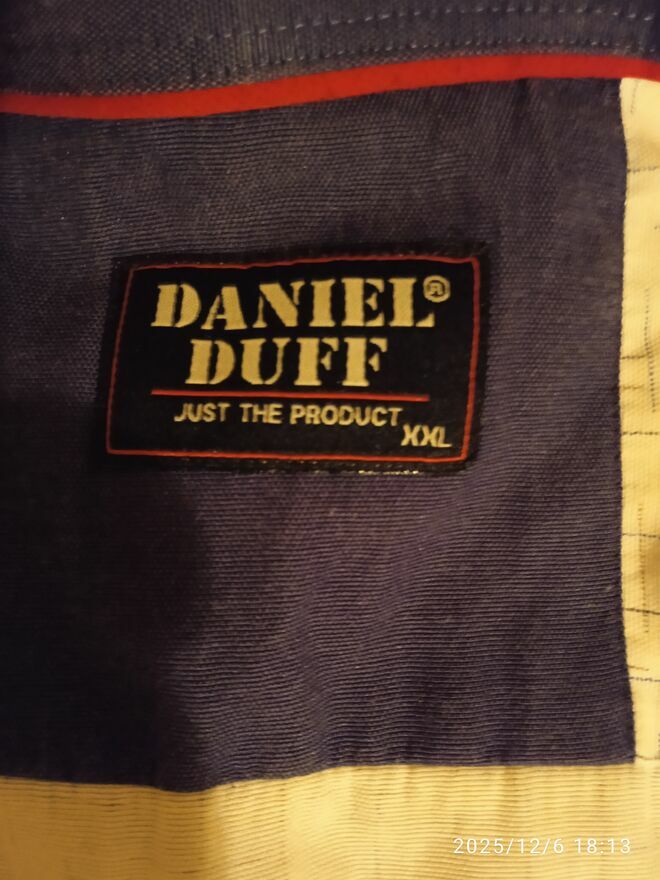 DANIEL®
DUFF
JUST THE PRODUCT
XXL
2025/12/6 18:13